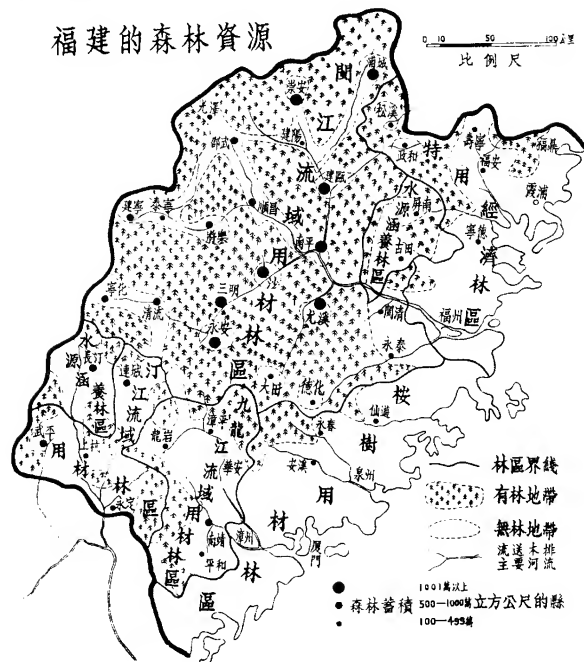 福建的森林資源
0 10 50 100 公里
比例尺
閩江流域用材林區
特用經濟林區
水源涵養林區
水源涵養林區
汀江流域用材林區
九龍江流域用材林區
桉樹用材林區
浦城
崇安
松溪
光澤
邵武
建陽
政和
壽寧
福鼎
福安
霞浦
建甌
屏南
寧德
建寧
泰寧
順昌
將樂
南平
古田
沙
三明
尤溪
閩清
福州
寧化
清流
永安
永泰
長汀
連城
大田
德化
仙遊
武平
上杭
龍岩
漳平
永春
華安
安溪
泉州
永定
南靖
漳州
平和
厦門
林區界綫
有林地帶
無林地帶
流送木排
主要河流
森林蓄積
1001萬以上
500-1000萬
100-499萬
立方公尺的縣